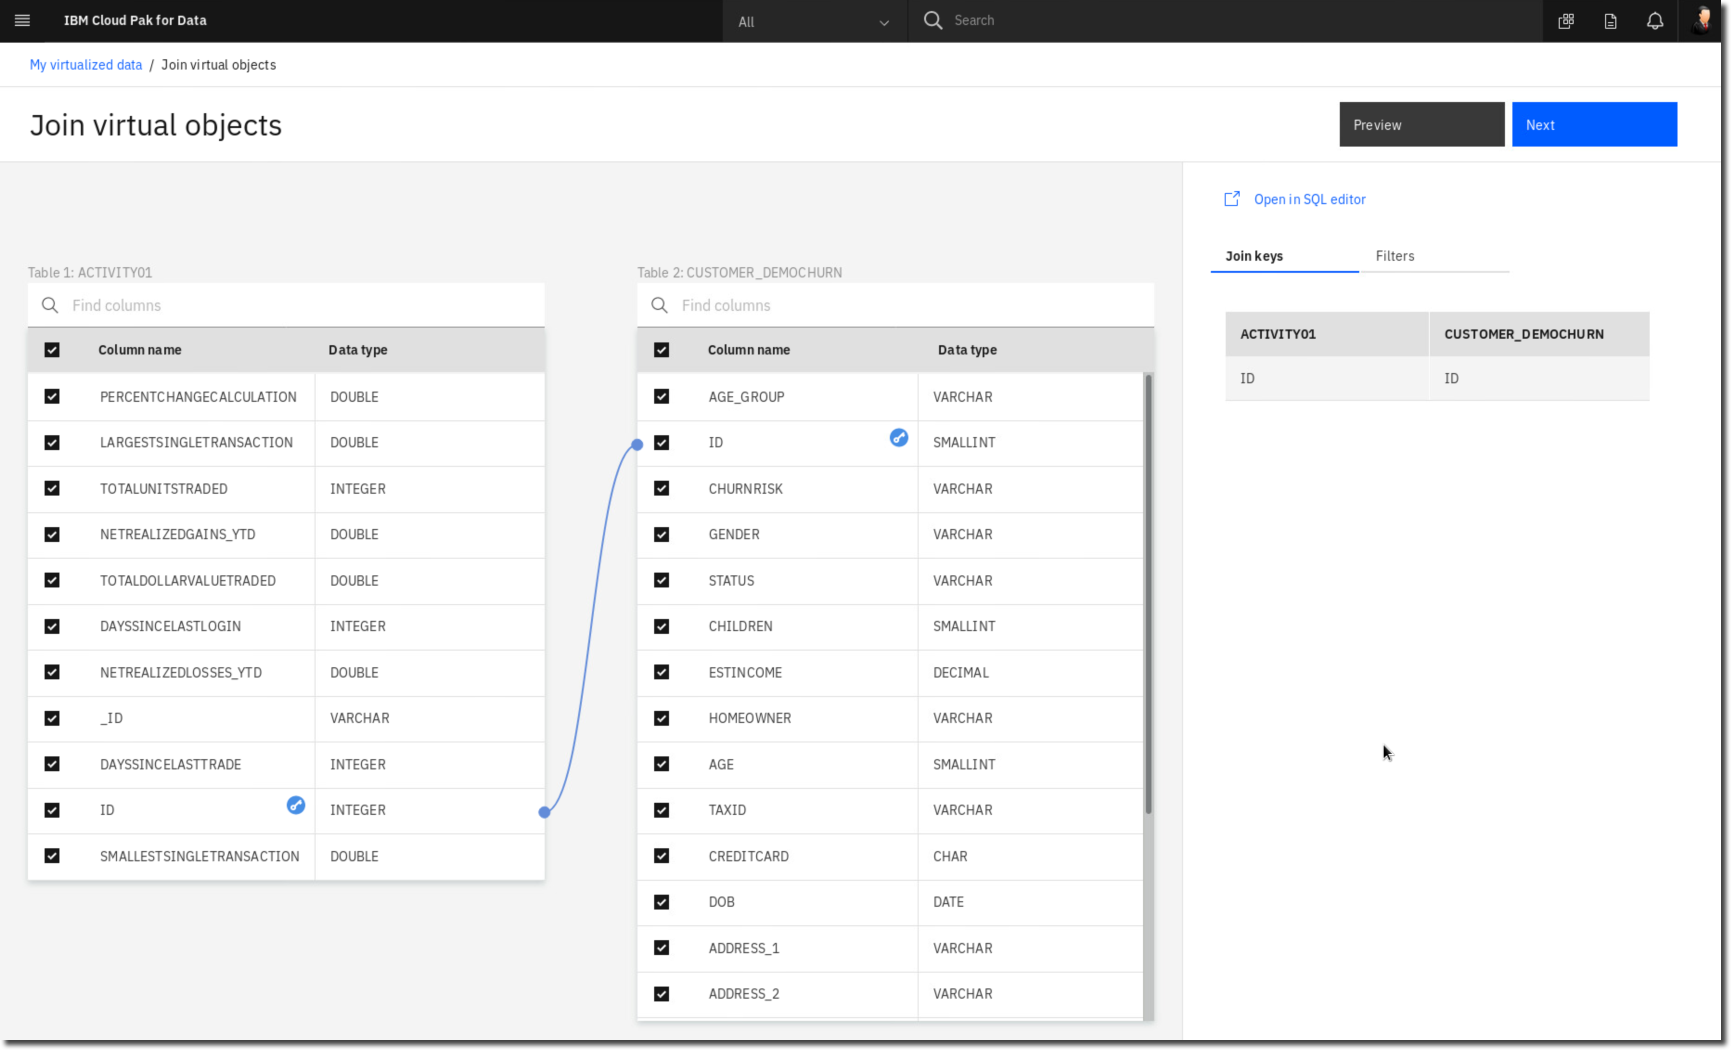 IBM Cloud Pak for Data
All
Search
My virtualized data / Join virtual objects
Join virtual objects
Preview
Next
Table 1: ACTIVITY01
Find columns
Column name Data type
PERCENTCHANGECALCULATION DOUBLE
LARGESTSINGLETRANSACTION DOUBLE
TOTALUNITSTRADED INTEGER
NETREALIZEDGAINS_YTD DOUBLE
TOTALDOLLARVALUETRADED DOUBLE
DAYSSINCELASTLOGIN INTEGER
NETREALIZEDLOSSES_YTD DOUBLE
_ID VARCHAR
DAYSSINCELASTTRADE INTEGER
ID INTEGER
SMALLESTSINGLETRANSACTION DOUBLE
Table 2: CUSTOMER_DEMOCHURN
Find columns
Column name Data type
AGE_GROUP VARCHAR
ID SMALLINT
CHURNRISK VARCHAR
GENDER VARCHAR
STATUS VARCHAR
CHILDREN SMALLINT
ESTINCOME DECIMAL
HOMEOWNER VARCHAR
AGE SMALLINT
TAXID VARCHAR
CREDITCARD CHAR
DOB DATE
ADDRESS_1 VARCHAR
ADDRESS_2 VARCHAR
Open in SQL editor
Join keys Filters
ACTIVITY01 CUSTOMER_DEMOCHURN
ID ID